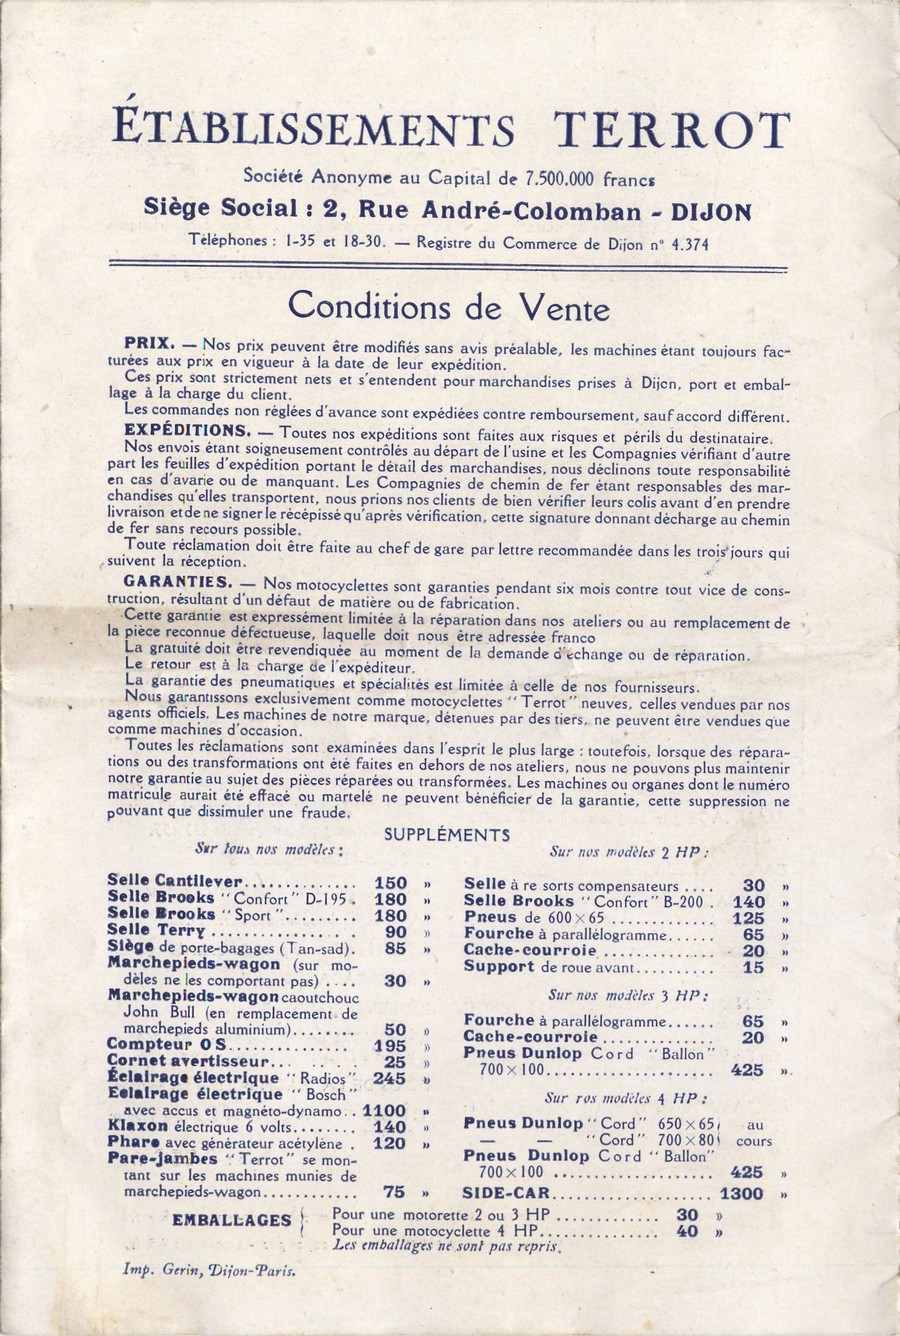 ÉTABLISSEMENTS TERROT
Société Anonyme au Capital de 7.500.000 francs
Siège Social : 2, Rue André-Colomban - DIJON
Téléphones : 1-35 et 18-30. — Registre du Commerce de Dijon n° 4.374
Conditions de Vente
PRIX. — Nos prix peuvent être modifiés sans avis préalable, les machines étant toujours fac-
turées aux prix en vigueur à la date de leur expédition.
Ces prix sont strictement nets et s'entendent pour marchandises prises à Dijon, port et embal-
lage à la charge du client.
Les commandes non réglées d'avance sont expédiées contre remboursement, sauf accord différent.
EXPÉDITIONS. — Toutes nos expéditions sont faites aux risques et périls du destinataire.
Nos envois étant soigneusement contrôlés au départ de l'usine et les Compagnies vérifiant d'autre
part les feuilles d'expédition portant le détail des marchandises, nous déclinons toute responsabilité
en cas d'avarie ou de manquant. Les Compagnies de chemin de fer étant responsables des mar-
chandises qu'elles transportent, nous prions nos clients de bien vérifier leurs colis avant d'en prendre
livraison et de ne signer le récépissé qu'après vérification, cette signature donnant décharge au chemin
de fer sans recours possible.
Toute réclamation doit être faite au chef de gare par lettre recommandée dans les trois jours qui
suivent la réception.
GARANTIES. — Nos motocyclettes sont garanties pendant six mois contre tout vice de cons-
truction, résultant d'un défaut de matière ou de fabrication.
Cette garantie est expressément limitée à la réparation dans nos ateliers ou au remplacement de
la pièce reconnue défectueuse, laquelle doit nous être adressée franco
La gratuité doit être revendiquée au moment de la demande d'échange ou de réparation.
Le retour est à la charge de l'expéditeur.
La garantie des pneumatiques et spécialités est limitée à celle de nos fournisseurs.
Nous garantissons exclusivement comme motocyclettes "Terrot" neuves, celles vendues par nos
agents officiels. Les machines de notre marque, détenues par des tiers, ne peuvent être vendues que
comme machines d'occasion.
Toutes les réclamations sont examinées dans l'esprit le plus large : toutefois, lorsque des répara-
tions ou des transformations ont été faites en dehors de nos ateliers, nous ne pouvons plus maintenir
notre garantie au sujet des pièces réparées ou transformées. Les machines ou organes dont le numéro
matricule aurait été effacé ou martelé ne peuvent bénéficier de la garantie, cette suppression ne
pouvant que dissimuler une fraude.
SUPPLÉMENTS
Sur tous nos modèles :
Selle Cantilever.............. 150 »
Selle Brooks "Confort" D-195 . 180 »
Selle Brooks "Sport"......... 180 »
Selle Terry .................. 90 »
Siège de porte-bagages (Tan-sad). 85 »
Marchepieds-wagon (sur mo-
dèles ne les comportant pas) .... 30 »
Marchepieds-wagon caoutchouc
John Bull (en remplacement de
marchepieds aluminium)........ 50 »
Compteur O S............... 195 »
Cornet avertisseur........... 25 »
Éclairage électrique "Radios" 245 »
Eclairage électrique "Bosch"
avec accus et magnéto-dynamo.. 1100 »
Klaxon électrique 6 volts........ 140 »
Phare avec générateur acétylène . 120 »
Pare-jambes "Terrot" se mon-
tant sur les machines munies de
marchepieds-wagon............ 75 »
Sur nos modèles 2 HP :
Selle à re sorts compensateurs .... 30 »
Selle Brooks "Confort" B-200 . 140 »
Pneus de 600×65 ............. 125 »
Fourche à parallélogramme...... 65 »
Cache-courroie.............. 20 »
Support de roue avant.......... 15 »
Sur nos modèles 3 HP :
Fourche à parallélogramme...... 65 »
Cache-courroie.............. 20 »
Pneus Dunlop Cord "Ballon"
700×100..................... 425 »
Sur ros modèles 4 HP :
Pneus Dunlop "Cord" 650×65 } au
— — "Cord" 700×80 } cours
Pneus Dunlop Cord "Ballon"
700×100 .................... 425 »
SIDE-CAR.................... 1300 »
EMBALLAGES { Pour une motorette 2 ou 3 HP ............. 30 »
Pour une motocyclette 4 HP............... 40 »
Les emballages ne sont pas repris.
Imp. Gerin, Dijon-Paris.